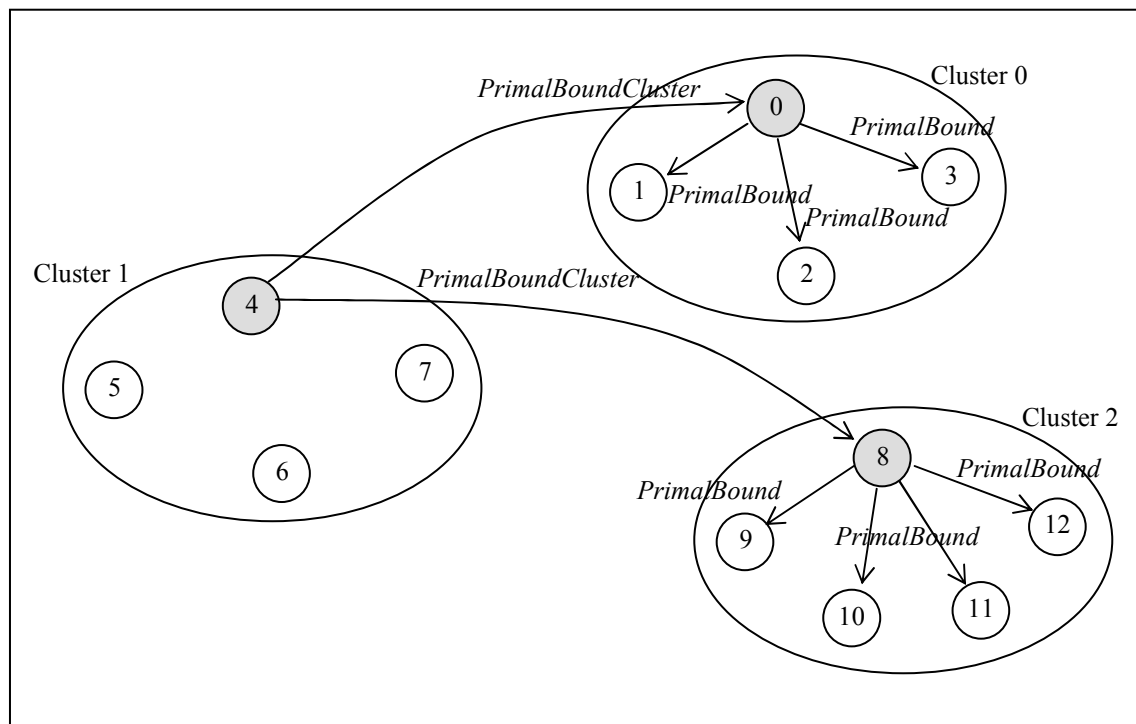 Cluster 0
PrimalBoundCluster
0
PrimalBound
1
PrimalBound
3
PrimalBound
2
Cluster 1
PrimalBoundCluster
4
5
7
6
Cluster 2
8
PrimalBound
PrimalBound
9
PrimalBound
12
10
11